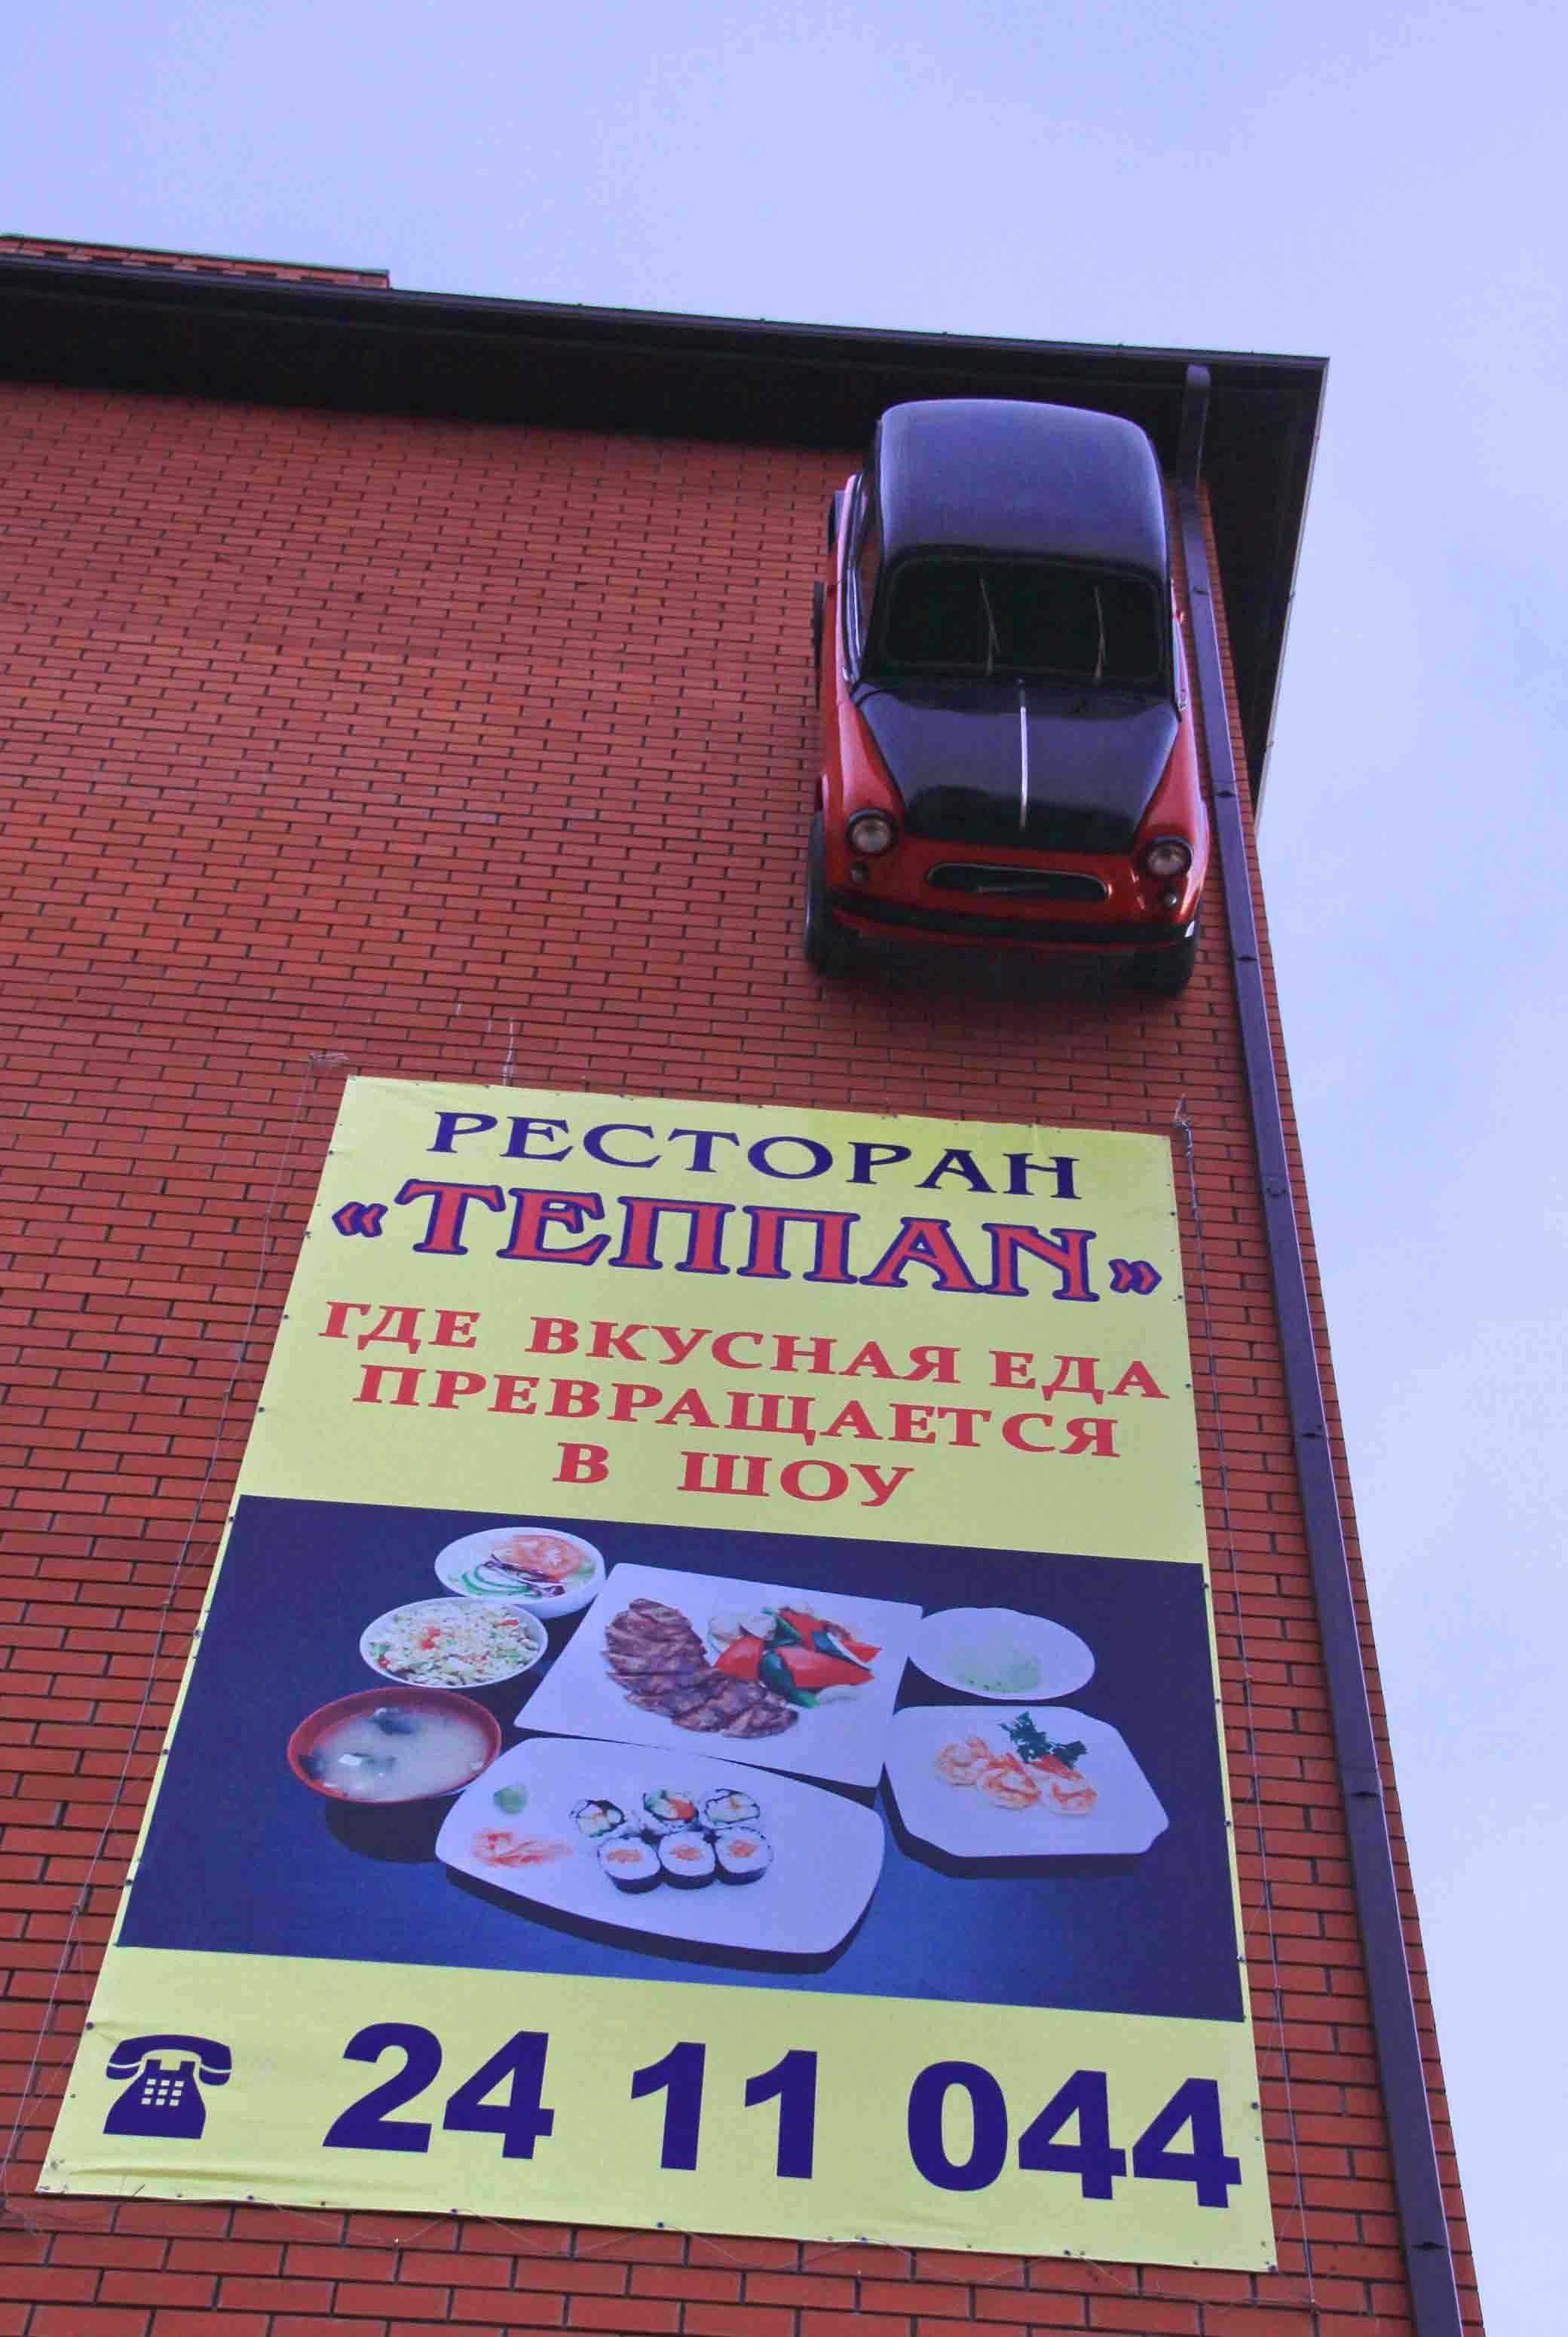 РЕСТОРАН
«ТЕППАN»
ГДЕ ВКУСНАЯ ЕДА
ПРЕВРАЩАЕТСЯ
В ШОУ
24 11 044